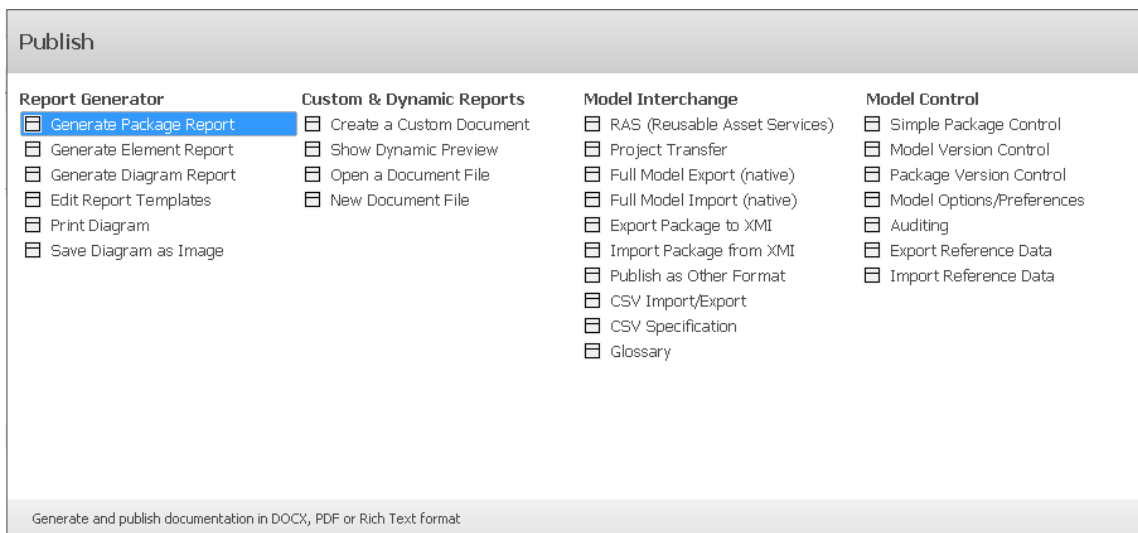 Publish
Report Generator
Generate Package Report
Generate Element Report
Generate Diagram Report
Edit Report Templates
Print Diagram
Save Diagram as Image
Custom & Dynamic Reports
Create a Custom Document
Show Dynamic Preview
Open a Document File
New Document File
Model Interchange
RAS (Reusable Asset Services)
Project Transfer
Full Model Export (native)
Full Model Import (native)
Export Package to XMI
Import Package from XMI
Publish as Other Format
CSV Import/Export
CSV Specification
Glossary
Model Control
Simple Package Control
Model Version Control
Package Version Control
Model Options/Preferences
Auditing
Export Reference Data
Import Reference Data
Generate and publish documentation in DOCX, PDF or Rich Text format